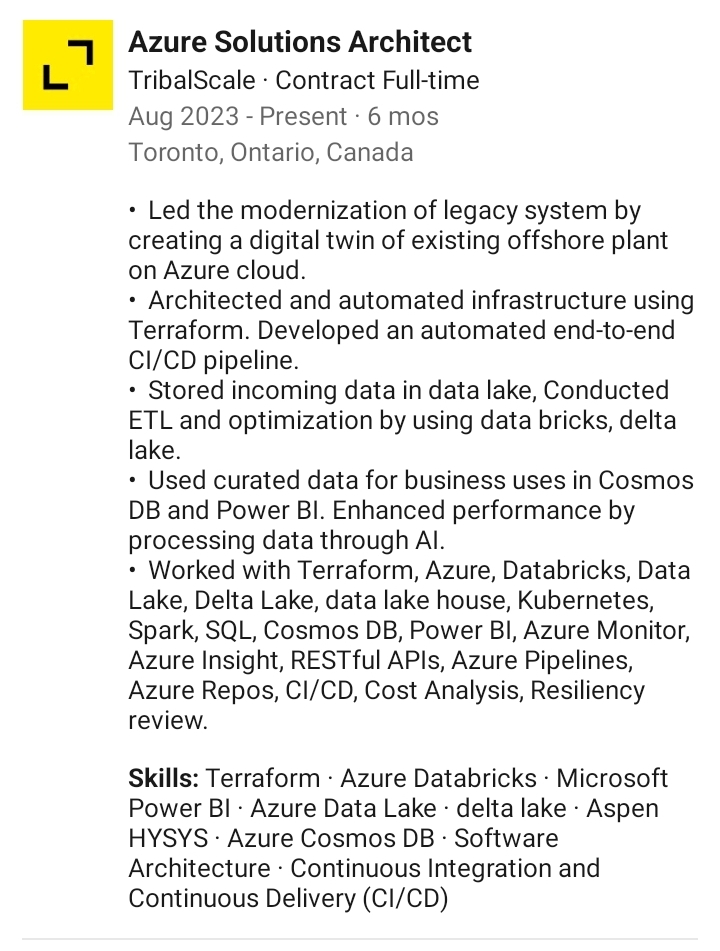 Azure Solutions Architect
TribalScale · Contract Full-time
Aug 2023 - Present · 6 mos
Toronto, Ontario, Canada
• Led the modernization of legacy system by
creating a digital twin of existing offshore plant
on Azure cloud.
• Architected and automated infrastructure using
Terraform. Developed an automated end-to-end
CI/CD pipeline.
• Stored incoming data in data lake, Conducted
ETL and optimization by using data bricks, delta
lake.
• Used curated data for business uses in Cosmos
DB and Power BI. Enhanced performance by
processing data through AI.
• Worked with Terraform, Azure, Databricks, Data
Lake, Delta Lake, data lake house, Kubernetes,
Spark, SQL, Cosmos DB, Power BI, Azure Monitor,
Azure Insight, RESTful APIs, Azure Pipelines,
Azure Repos, CI/CD, Cost Analysis, Resiliency
review.
Skills: Terraform · Azure Databricks · Microsoft
Power BI · Azure Data Lake · delta lake · Aspen
HYSYS · Azure Cosmos DB · Software
Architecture · Continuous Integration and
Continuous Delivery (CI/CD)